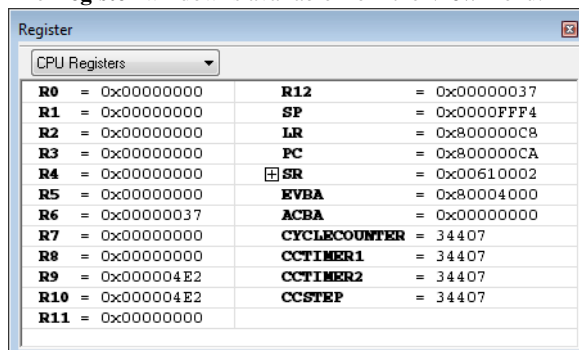 Register
CPU Registers
R0 = 0x00000000 R12 = 0x00000037
R1 = 0x00000000 SP = 0x0000FFF4
R2 = 0x00000000 LR = 0x800000C8
R3 = 0x00000000 PC = 0x800000CA
R4 = 0x00000000 SR = 0x00610002
R5 = 0x00000000 EVBA = 0x80004000
R6 = 0x00000037 ACBA = 0x00000000
R7 = 0x00000000 CYCLECOUNTER = 34407
R8 = 0x00000000 CCTIMER1 = 34407
R9 = 0x000004E2 CCTIMER2 = 34407
R10 = 0x000004E2 CCSTEP = 34407
R11 = 0x00000000